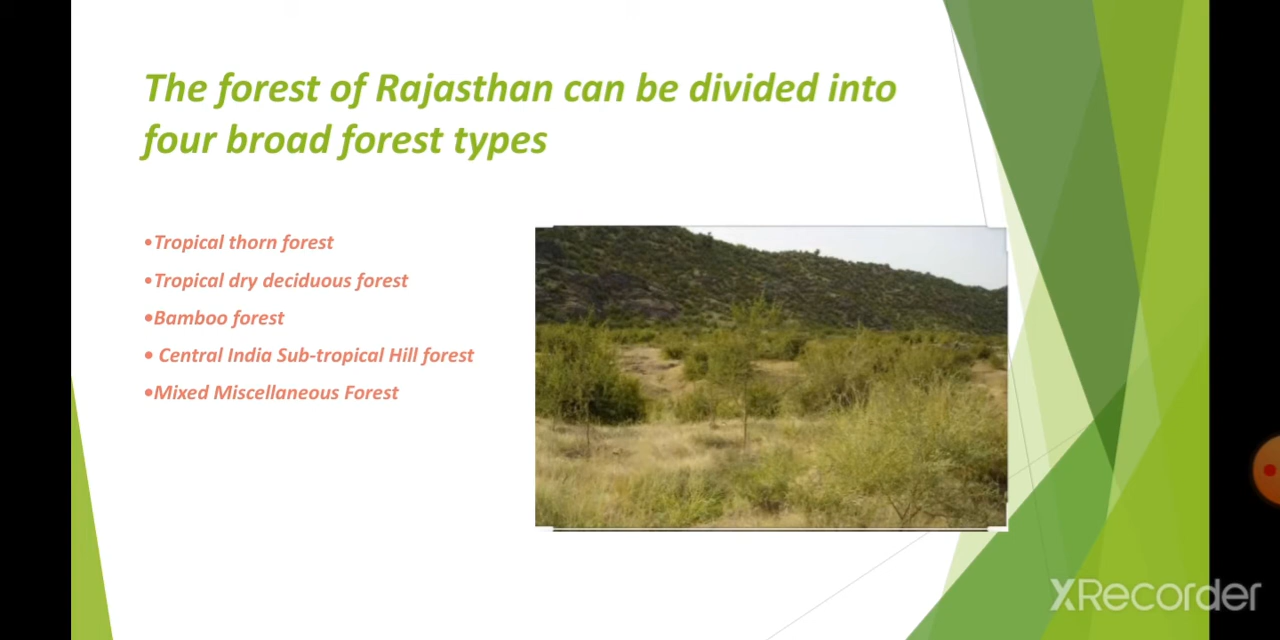 The forest of Rajasthan can be divided into
four broad forest types
•Tropical thorn forest
•Tropical dry deciduous forest
•Bamboo forest
• Central India Sub-tropical Hill forest
•Mixed Miscellaneous Forest
XRecorder